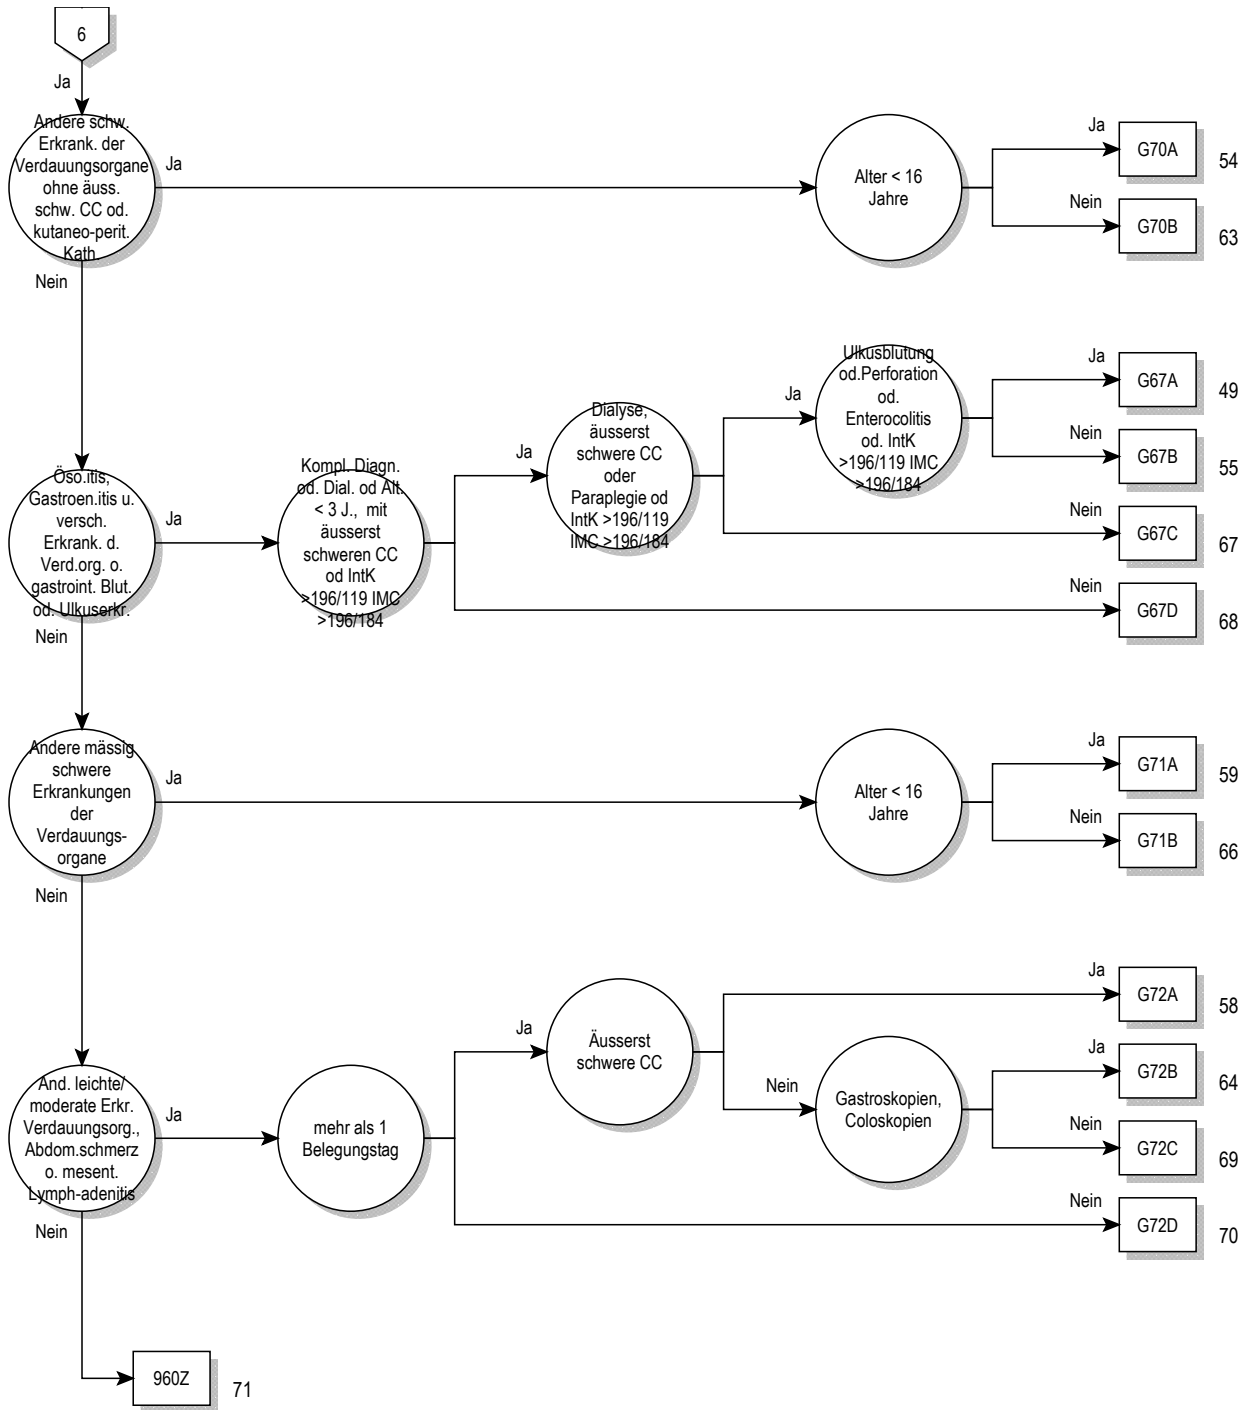 6
Ja
Andere schw.
Erkrank. der
Verdauungsorgane
ohne äuss.
schw. CC od.
kutaneo-perit.
Kath.
Ja
Alter < 16
Jahre
Ja
G70A
54
Nein
G70B
63
Nein
Öso.itis,
Gastroen.itis u.
versch.
Erkrank. d.
Verd.org. o.
gastroint. Blut.
od. Ulkuserkr.
Ja
Kompl. Diagn.
od. Dial. od Alt.
< 3 J., mit
äusserst
schweren CC
od IntK
>196/119 IMC
>196/184
Ja
Dialyse,
äusserst
schwere CC
oder
Paraplegie od
IntK >196/119
IMC >196/184
Ja
Ulkusblutung
od.Perforation
od.
Enterocolitis
od. IntK
>196/119 IMC
>196/184
Ja
G67A
49
Nein
G67B
55
Nein
G67C
67
Nein
G67D
68
Nein
Andere mässig
schwere
Erkrankungen
der
Verdauungs-
organe
Ja
Alter < 16
Jahre
Ja
G71A
59
Nein
G71B
66
Nein
And. leichte/
moderate Erkr.
Verdauungsorg.,
Abdom.schmerz
o. mesent.
Lymph-adenitis
Ja
mehr als 1
Belegungstag
Ja
Äusserst
schwere CC
Ja
G72A
58
Nein
Gastroskopien,
Coloskopien
Ja
G72B
64
Nein
G72C
69
Nein
G72D
70
Nein
960Z
71